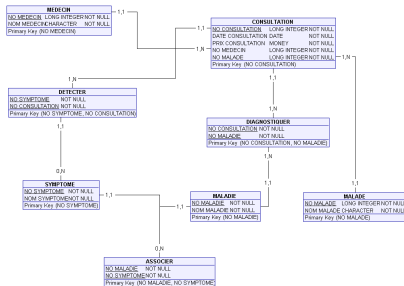 MEDECIN
NO MEDECIN LONG INTEGER NOT NULL
NOM MEDECIN CHARACTER NOT NULL
Primary Key (NO MEDECIN)
1,1
1,1
CONSULTATION
NO CONSULTATION LONG INTEGER NOT NULL
DATE CONSULTATION DATE NOT NULL
PRIX CONSULTATION MONEY NOT NULL
NO MEDECIN LONG INTEGER NOT NULL
NO MALADE LONG INTEGER NOT NULL
Primary Key (NO CONSULTATION)
1,N
1,N
1,1
1,N
DETECTER
NO SYMPTOME NOT NULL
NO CONSULTATION NOT NULL
Primary Key (NO SYMPTOME, NO CONSULTATION)
1,1
1,N
DIAGNOSTIQUER
NO CONSULTATION NOT NULL
NO MALADIE NOT NULL
Primary Key (NO CONSULTATION, NO MALADIE)
1,N
0,N
SYMPTOME
NO SYMPTOME NOT NULL
NOM SYMPTOME NOT NULL
Primary Key (NO SYMPTOME)
1,1
1,1
1,1
1,1
MALADIE
NO MALADIE NOT NULL
NOM MALADIE NOT NULL
Primary Key (NO MALADIE)
MALADE
NO MALADE LONG INTEGER NOT NULL
NOM MALADE CHARACTER NOT NULL
Primary Key (NO MALADE)
0,N
ASSOCIER
NO MALADIE NOT NULL
NO SYMPTOME NOT NULL
Primary Key (NO MALADIE, NO SYMPTOME)